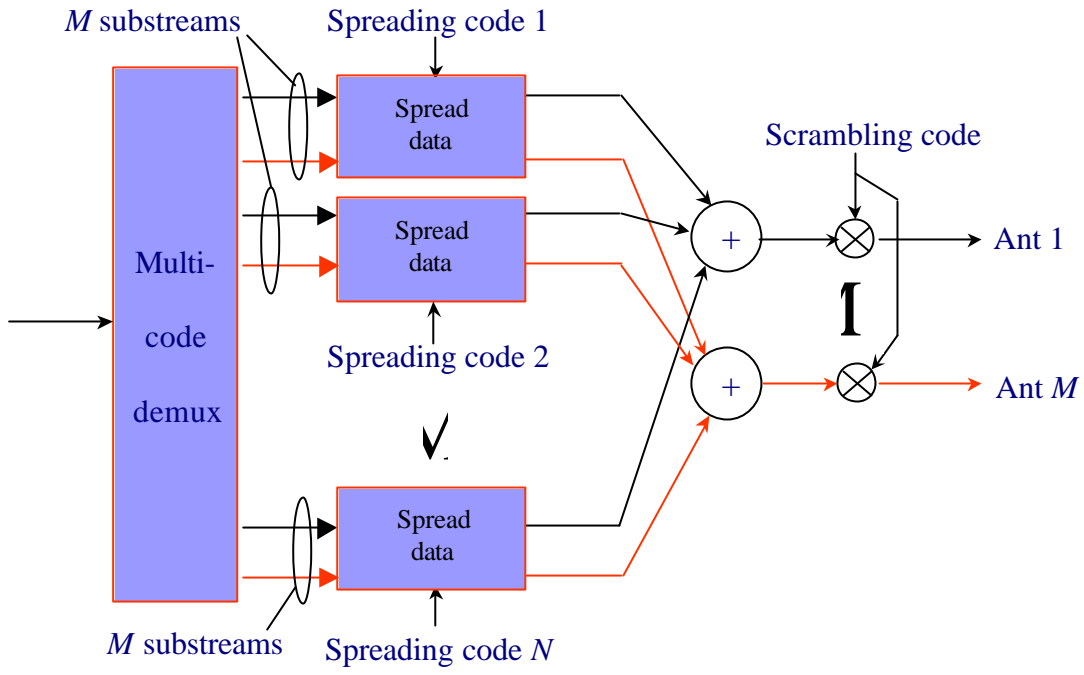 M substreams
Spreading code 1
Spread
data
Scrambling code
Spread
data
+
Ant 1
Multi-
code
demux
Spreading code 2
+
Ant M
Spread
data
M substreams
Spreading code N